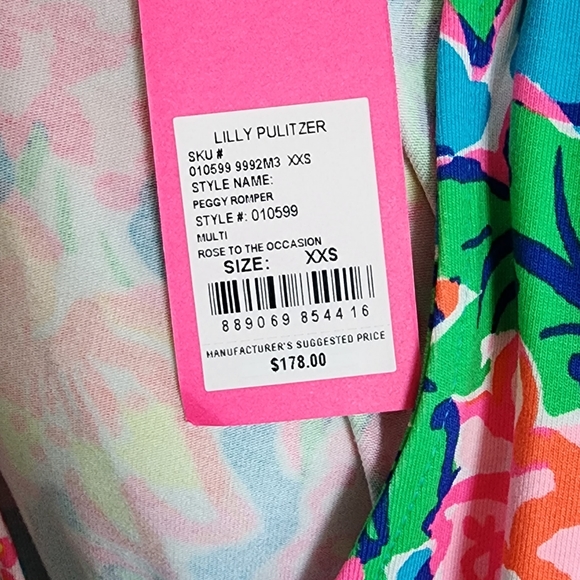 LILLY PULITZER
SKU #
010599 9992M3 XXS
STYLE NAME:
PEGGY ROMPER
STYLE #: 010599
MULTI
ROSE TO THE OCCASION
SIZE: XXS
889069 854416
MANUFACTURER'S SUGGESTED PRICE
$178.00